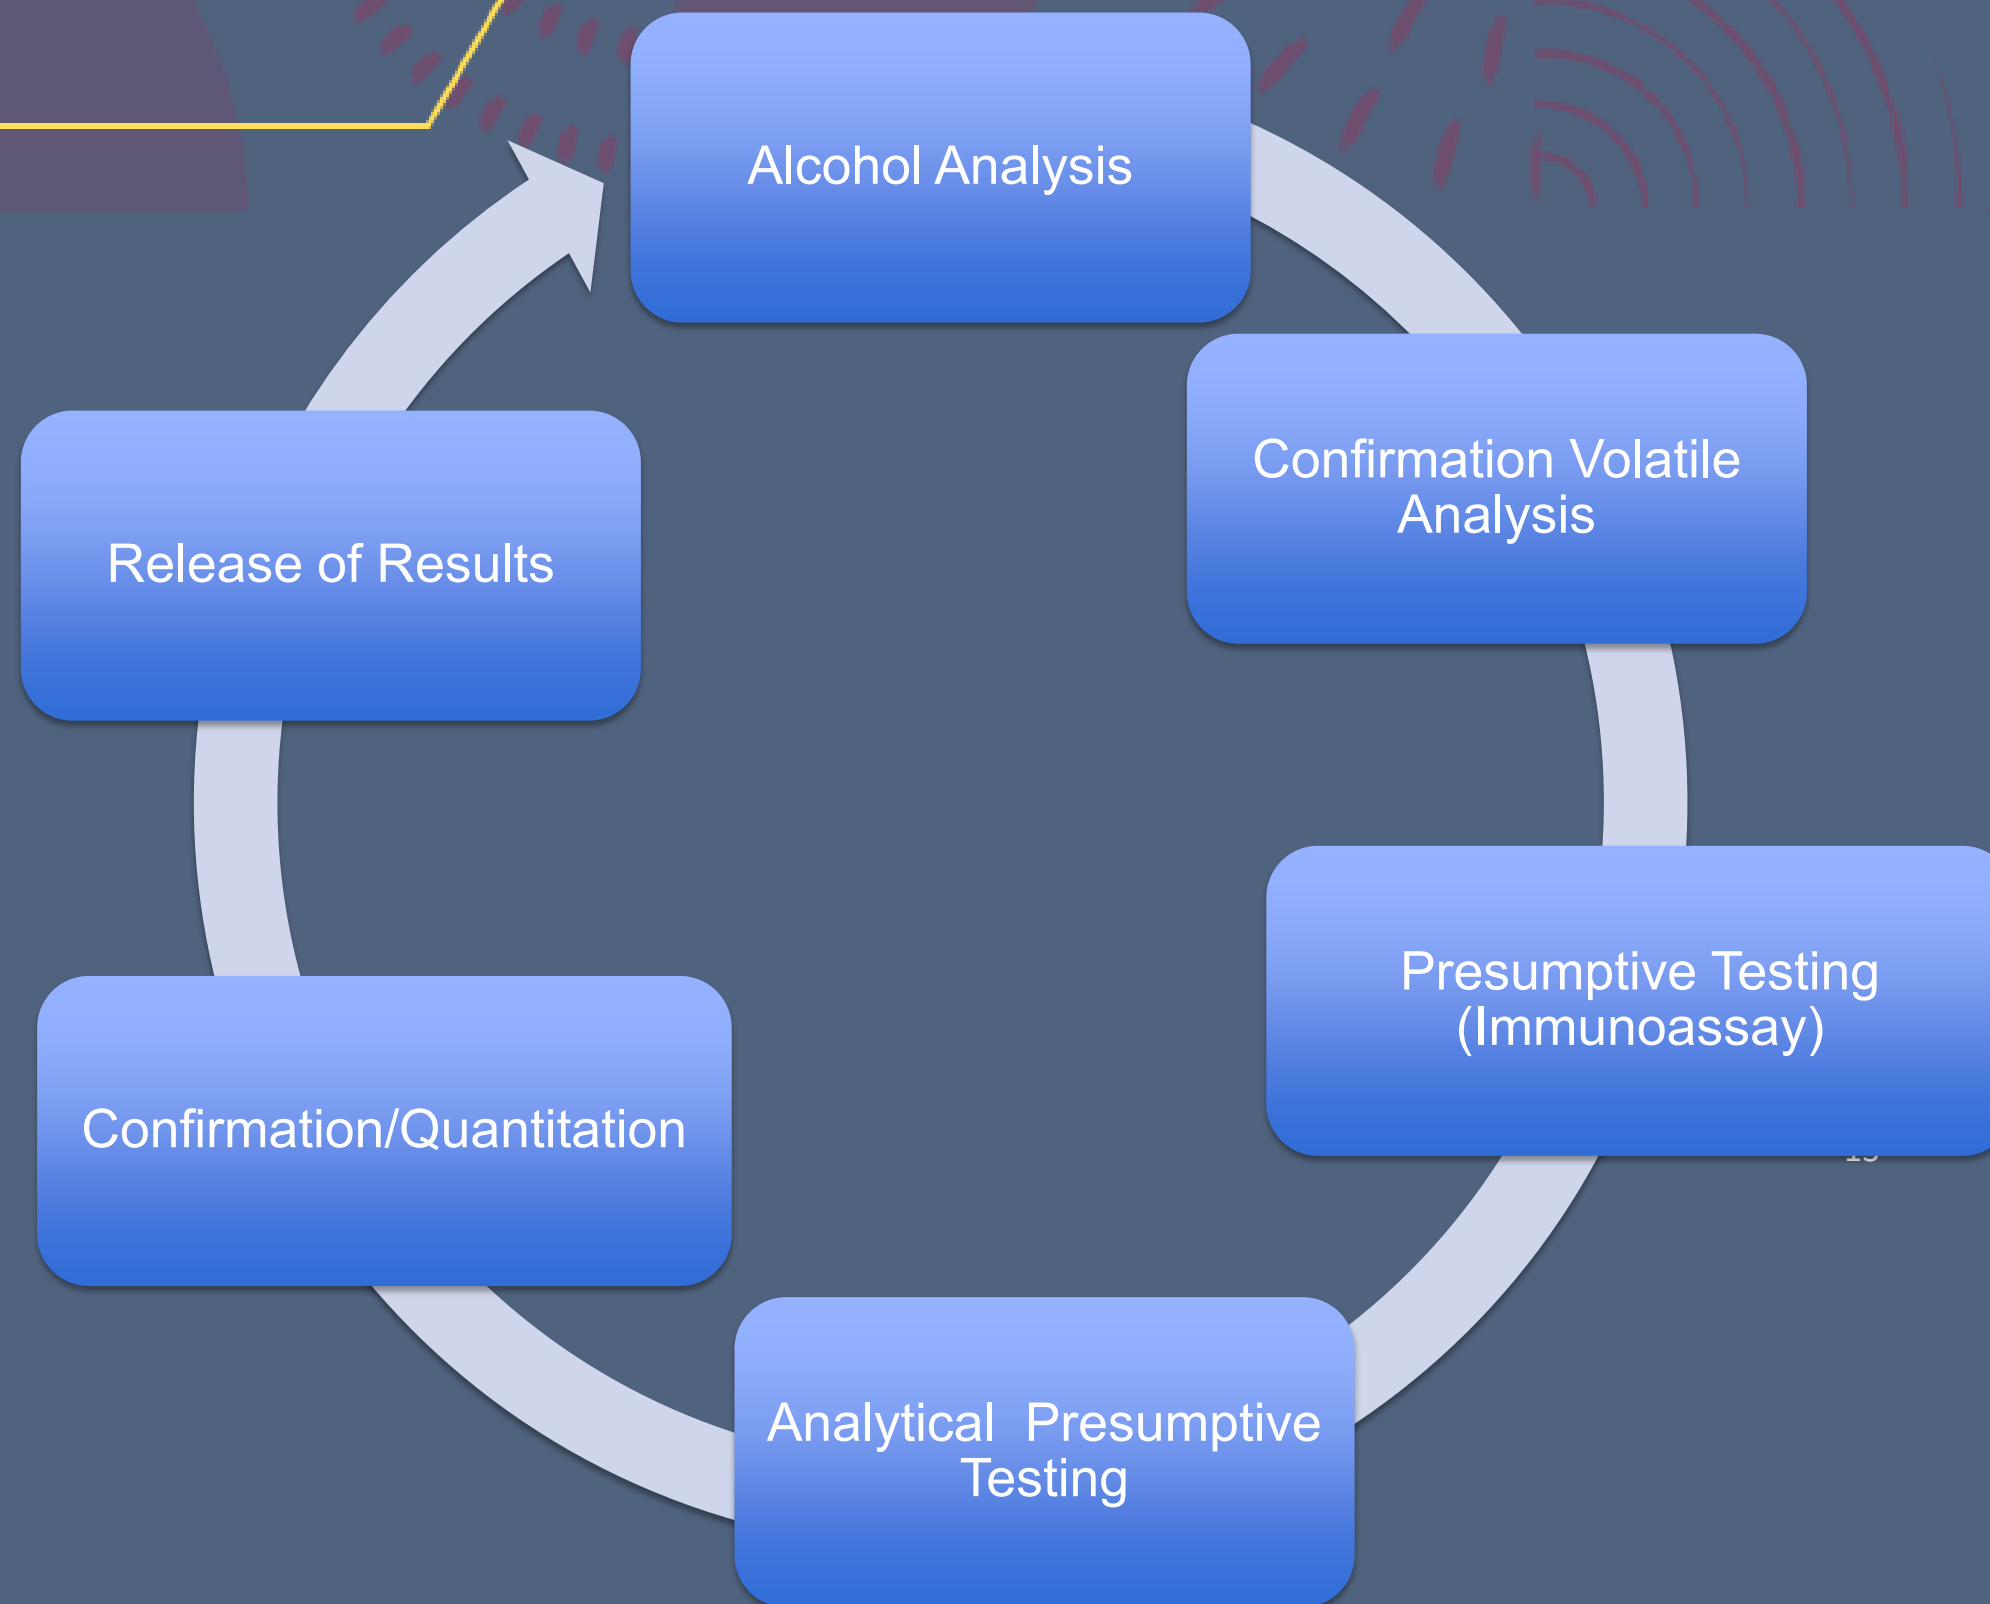 Alcohol Analysis
Confirmation Volatile
Analysis
Presumptive Testing
(Immunoassay)
Analytical  Presumptive
Testing
Confirmation/Quantitation
Release of Results